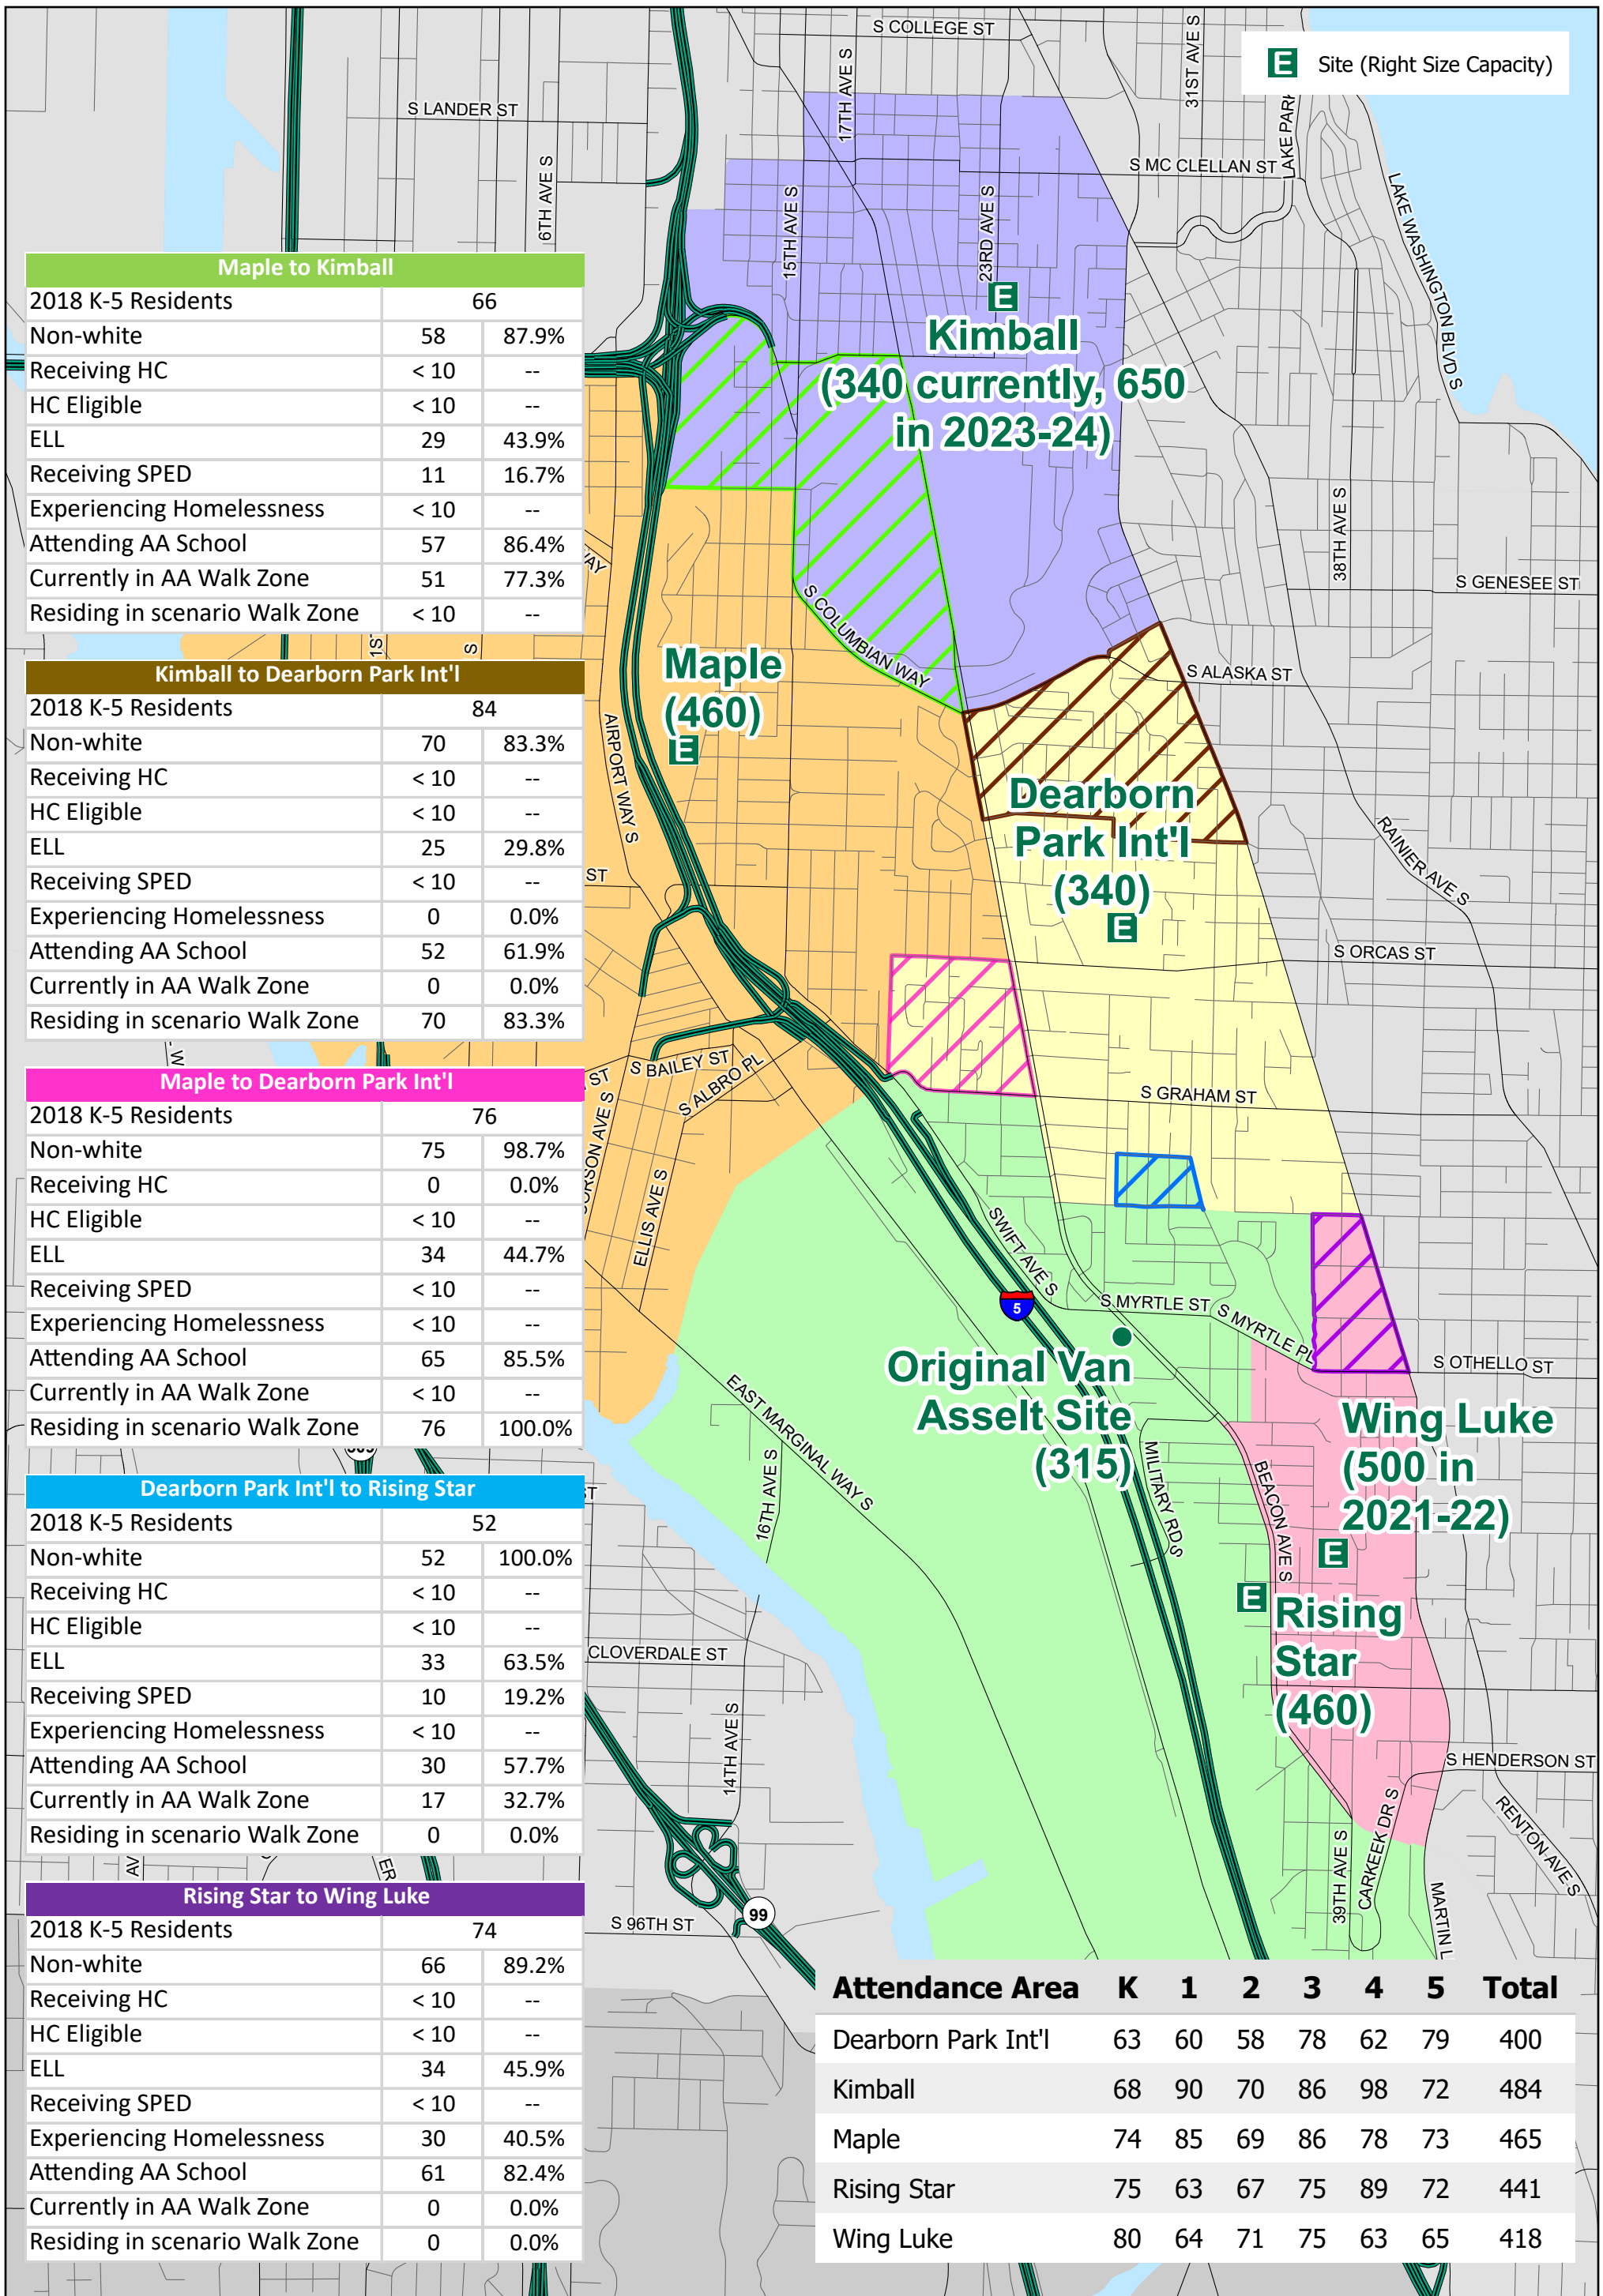 S COLLEGE ST
31ST AVE S
E Site (Right Size Capacity)
17TH AVE S
LAKE PARK
S LANDER ST
6TH AVE S
S MC CLELLAN ST
LAKE WASHINGTON BLVD S
15TH AVE S
23RD AVE S
E
Kimball
(340 currently, 650
in 2023-24)
Maple to Kimball
2018 K-5 Residents 66
Non-white 58 87.9%
Receiving HC < 10 --
HC Eligible < 10 --
ELL 29 43.9%
Receiving SPED 11 16.7%
Experiencing Homelessness < 10 --
Attending AA School 57 86.4%
Currently in AA Walk Zone 51 77.3%
Residing in scenario Walk Zone < 10 --
38TH AVE S
WAY
S GENESEE ST
S COLUMBIAN WAY
1ST
S
Maple
(460)
E
S ALASKA ST
AIRPORT WAY S
Kimball to Dearborn Park Int'l
2018 K-5 Residents 84
Non-white 70 83.3%
Receiving HC < 10 --
HC Eligible < 10 --
ELL 25 29.8%
Receiving SPED < 10 --
Experiencing Homelessness 0 0.0%
Attending AA School 52 61.9%
Currently in AA Walk Zone 0 0.0%
Residing in scenario Walk Zone 70 83.3%
Dearborn
Park Int'l
(340)
E
RAINIER AVE S
ST
S ORCAS ST
W
S BAILEY ST
S ALBRO PL
ST
S GRAHAM ST
ELLIS AVE S
Maple to Dearborn Park Int'l
2018 K-5 Residents 76
Non-white 75 98.7%
Receiving HC 0 0.0%
HC Eligible < 10 --
ELL 34 44.7%
Receiving SPED < 10 --
Experiencing Homelessness < 10 --
Attending AA School 65 85.5%
Currently in AA Walk Zone < 10 --
Residing in scenario Walk Zone 76 100.0%
SWIFT AVE S
5
S MYRTLE ST
S MYRTLE PL
S OTHELLO ST
Original Van
Asselt Site
(315)
Wing Luke
(500 in
2021-22)
E
EAST MARGINAL WAY S
16TH AVE S
MILITARY RD S
BEACON AVE S
ST
Dearborn Park Int'l to Rising Star
2018 K-5 Residents 52
Non-white 52 100.0%
Receiving HC < 10 --
HC Eligible < 10 --
ELL 33 63.5%
Receiving SPED 10 19.2%
Experiencing Homelessness < 10 --
Attending AA School 30 57.7%
Currently in AA Walk Zone 17 32.7%
Residing in scenario Walk Zone 0 0.0%
E
Rising
Star
(460)
CLOVERDALE ST
14TH AVE S
S HENDERSON ST
RENTON AVE S
39TH AVE S
CARKEEK DR S
MARTIN L
AV
ER
S 96TH ST
99
Rising Star to Wing Luke
2018 K-5 Residents 74
Non-white 66 89.2%
Receiving HC < 10 --
HC Eligible < 10 --
ELL 34 45.9%
Receiving SPED < 10 --
Experiencing Homelessness 30 40.5%
Attending AA School 61 82.4%
Currently in AA Walk Zone 0 0.0%
Residing in scenario Walk Zone 0 0.0%
Attendance Area K 1 2 3 4 5 Total
Dearborn Park Int'l 63 60 58 78 62 79 400
Kimball 68 90 70 86 98 72 484
Maple 74 85 69 86 78 73 465
Rising Star 75 63 67 75 89 72 441
Wing Luke 80 64 71 75 63 65 418